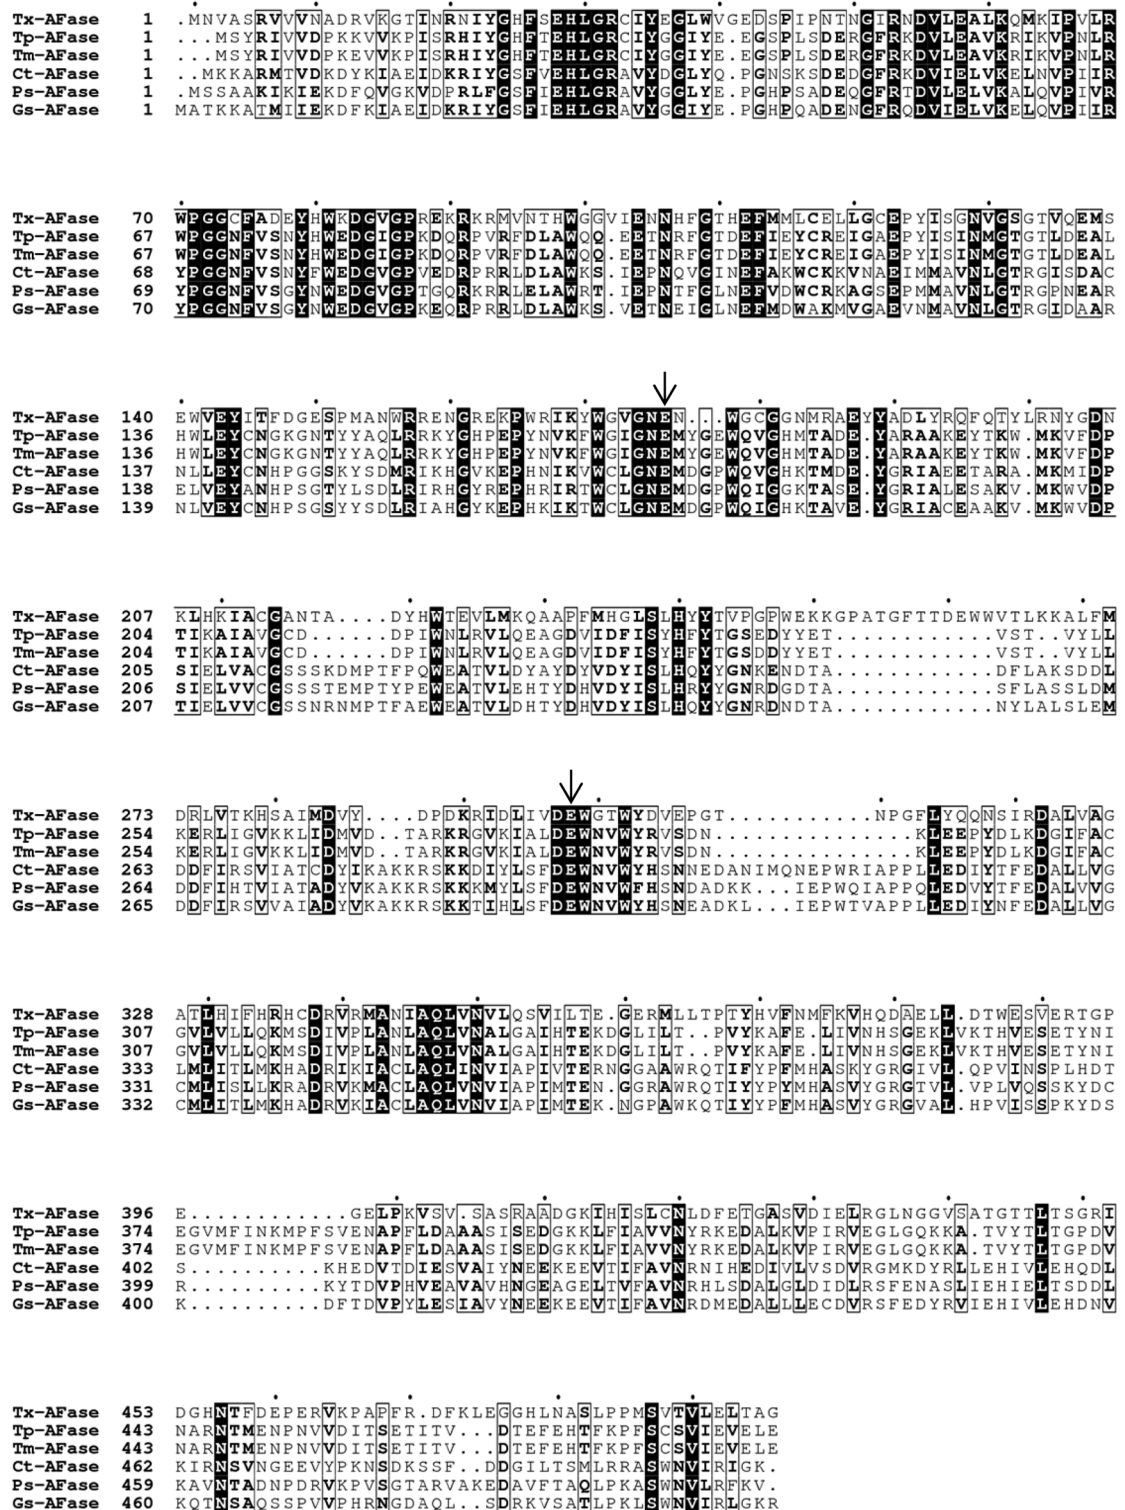 Tx-AFase 1 .MNVASRVVVNADRVKGTINRNIYGHFSEHLGRCIYEGLWVGEDSPIPNTNGIRNDVLEALKQMKIPVLR
Tp-AFase 1 ...MSYRIVVDPKKVVKPISRHIYGHFTEHLGRCIYGGIYE.EGSPLSDERGFRKDVLEAVKRIKVPNLR
Tm-AFase 1 ...MSYRIVVDPKEVVKPISRHIYGHFTEHLGRCIYGGIYE.EGSPLSDERGFRKDVLEAVKRIKVPNLR
Ct-AFase 1 ..MKKARMTVDKDYKIAEIDKRIYGSFVEHLGRAVYDGLYQ.PGNSKSDEDGFRKDVIELVKELNVPIIR
Ps-AFase 1 .MSSAAKIKIEKDFQVGKVDPRLFGSFIEHLGRAVYGGLYE.PGHPSADEQGFRKDVIELVKALQVPIVR
Gs-AFase 1 MATKKATMIIEKDFKIAEIDKRIYGSFIEHLGRAVYGGIYE.PGHPQADENGFRQDVIELVKELQVPIIR
Tx-AFase 70 WPGGCFADEYHWKDGVGPREKRKRMVNTHWGGVIENNHFGTHEFMMLCELLGCEPYISGNVGSGTVQEMS
Tp-AFase 67 WPGGNFVSNYHWEDGIGPKDQRPVRFDLAWQQ.EETNRFGTDEFIEYCREIGAEPYISINMGTGTLDEAL
Tm-AFase 67 WPGGNFVSNYHWEDGIGPKDQRPVRFDLAWQQ.EETNRFGTDEFIEYCREIGAEPYISINMGTGTLDEAL
Ct-AFase 68 YPGGNFVSNYFWEDGVGPVEDRPRRLDLAWKS.IEPNQVGINEFAKWCKKVNAEIMMAVNLGTRGISDAC
Ps-AFase 69 YPGGNFVSGYNWEDGVGPTGQRKRRLELAWRT.IEPNTFGLNEFVDWCRKAGSEPMMAVNLGTRGPNEAR
Gs-AFase 70 YPGGNFVSGYNWEDGVGPKEQRPRRLDLAWKS.VETNEIGLNEFMDWAKMVGAEVNMAVNLGTRGIDAAR
Tx-AFase 140 EWVEYITFDGESPMANWRRENGREKPWRIKYWGVGNEN...WGCGGNMRAEYYADLYRQFQTYLRNYGDN
Tp-AFase 136 HWLEYCNGKGNTYYAQLRRKYGHPEPYNVKFWGIGNEMYGEWQVGHMTADE.YARAAKEYTKW.MKVFDP
Tm-AFase 136 HWLEYCNGKGNTYYAQLRRKYGHPEPYNVKFWGIGNEMYGEWQVGHMTADE.YARAAKEYTKW.MKVFDP
Ct-AFase 137 NLLEYCNHPGGSKYSDMRIKHGVKEPHNIKVWCLGNEMDGPWQVGHKTMDE.YGRIAEETARA.MKMIDP
Ps-AFase 138 ELVEYANHPSGTYLSDLRIRHGYREPHRIRTWCLGNEMDGPWQIGGKTASE.YGRIALESAKV.MKWVDP
Gs-AFase 139 NLVEYCNHPSGSYYSDLRIAHGYKEPHKIKTWCLGNEMDGPWQIGHKTAVE.YGRIACEAAKV.MKWVDP
Tx-AFase 207 KLHKIACGANTA....DYHWTEVLMKQAAPFMHGLSLHYYTVPGPWEKKGPATGFTTDEWWVTLKKALFM
Tp-AFase 204 TIKAIAVGCD......DPIWNLRVLQEAGDVIDFISYHFYTGSEDYYET............VST..VYLL
Tm-AFase 204 TIKAIAVGCD......DPIWNLRVLQEAGDVIDFISYHFYTGSDDYYET............VST..VYLL
Ct-AFase 205 SIELVACGSSSKDMPTFPQWEATVLDYAYDYVDYISLHQYYGNKENDTA............DFLAKSDDL
Ps-AFase 206 SIELVVCGSSSTEMPTYPEWEATVLEHTYDHVDYISLHRYYGNRDGDTA............SFLASSLDM
Gs-AFase 207 TIELVVCGSSNRNMPTFAEWEATVLDHTYDHVDYISLHQYYGNRDNDTA............NYLALSLEM
Tx-AFase 273 DRLVTKHSAIMDVY....DPDKRIDLIVDEWGTWYDVEPGT...........NPGFLYQQNSIRDALVAG
Tp-AFase 254 KERLIGVKKLIDMVD..TARKRGVKIALDEWNVWYRVSDN...............KLEEPYDLKDGIFAC
Tm-AFase 254 KERLIGVKKLIDMVD..TARKRGVKIALDEWNVWYRVSDN...............KLEEPYDLKDGIFAC
Ct-AFase 263 DDFIRSVIATCDYIKAKKRSKKDIYLSFDEWNVWYHSNNEDANIMQNEPWRIAPPLLEDIYTFEDALLVG
Ps-AFase 264 DDFIHTVIATADYVKAKKRSKKKMYLSFDEWNVWFHSNDADKK...IEPWQIAPPQLEDVYTFEDALVVG
Gs-AFase 265 DDFIRSVVAIADYVKAKKRSKKTIHLSFDEWNVWYHSNEADKL...IEPWTVAPPLLEDIYNFEDALLVG
Tx-AFase 328 ATLHIFHRHCDRVRMANIAQLVNVLQSVILTE.GERMLLTPTYHVFNMFKVHQDAELL.DTWESVERTGP
Tp-AFase 307 GVLVLLQKMSDIVPLANLAQLVNALGAIHTEKDGLILT..PVYKAFE.LIVNHSGEKLVKTHVESETYNI
Tm-AFase 307 GVLVLLQKMSDIVPLANLAQLVNALGAIHTEKDGLILT..PVYKAFE.LIVNHSGEKLVKTHVESETYNI
Ct-AFase 333 LMLITLMKHADRIKIACLAQLINVIAPIVTERNGGAAWRQTIFYPFMHASKYGRGIVL.QPVINSPLHDT
Ps-AFase 331 CMLISLLKRADRVKMACLAQLVNVIAPIMTEN.GGRAWRQTIYYPYMHASVYGRGTVL.VPLVQSSKYDC
Gs-AFase 332 CMLITLMKHADRVKIACLAQLVNVIAPIMTEK.NGPAWKQTIYYPFMHASVYGRGVAL.HPVISSPKYDS
Tx-AFase 396 E............GELPKVSV.SASRAADGKIHISLCNLDFETGASVDIELRGLNGGVSATGTTLTSGRI
Tp-AFase 374 EGVMFINKMPFSVENAPFLDAAASISEDGKKLFIAVVNYRKEDALKVPIRVEGLGQKKA.TVYTLTGPDV
Tm-AFase 374 EGVMFINKMPFSVENAPFLDAAASISEDGKKLFIAVVNYRKEDALKVPIRVEGLGQKKA.TVYTLTGPDV
Ct-AFase 402 S..........KHEDVTDIESVAIYNEEKEEVTIFAVNRNIHEDIVLVSDVRGMKDYRLLEHIVLEHQDL
Ps-AFase 399 R..........KYTDVPHVEAVAVHNGEAGELTVFAVNRHLSDALGLDIDLRSFENASLIEHIELTSDDL
Gs-AFase 400 K..........DFTDVPYLESIAVYNEEKEEVTIFAVNRDMEDALLLECDVRSFEDYRVIEHIVLEHDNV
Tx-AFase 453 DGHNTFDEPERVKPAPFR.DFKLEGGHLNASLPPMSVTVLELTAG
Tp-AFase 443 NARNTMENPNVVDITSETITV...DTEFEHTFKPFSCSVIEVELE
Tm-AFase 443 NARNTMENPNVVDITSETITV...DTEFEHTFKPFSCSVIEVELE
Ct-AFase 462 KIRNSVNGEEVYPKNSDKSSF..DDGILTSMLRRASWNVIRIGK.
Ps-AFase 459 KAVNTADNPDRVKPVSGTARVAKEDAVFTAQLPKASWNVLRFKV.
Gs-AFase 460 KQTNSAQSSPVVPHRNGDAQL..SDRKVSATLPKLSWNVIRLGKR